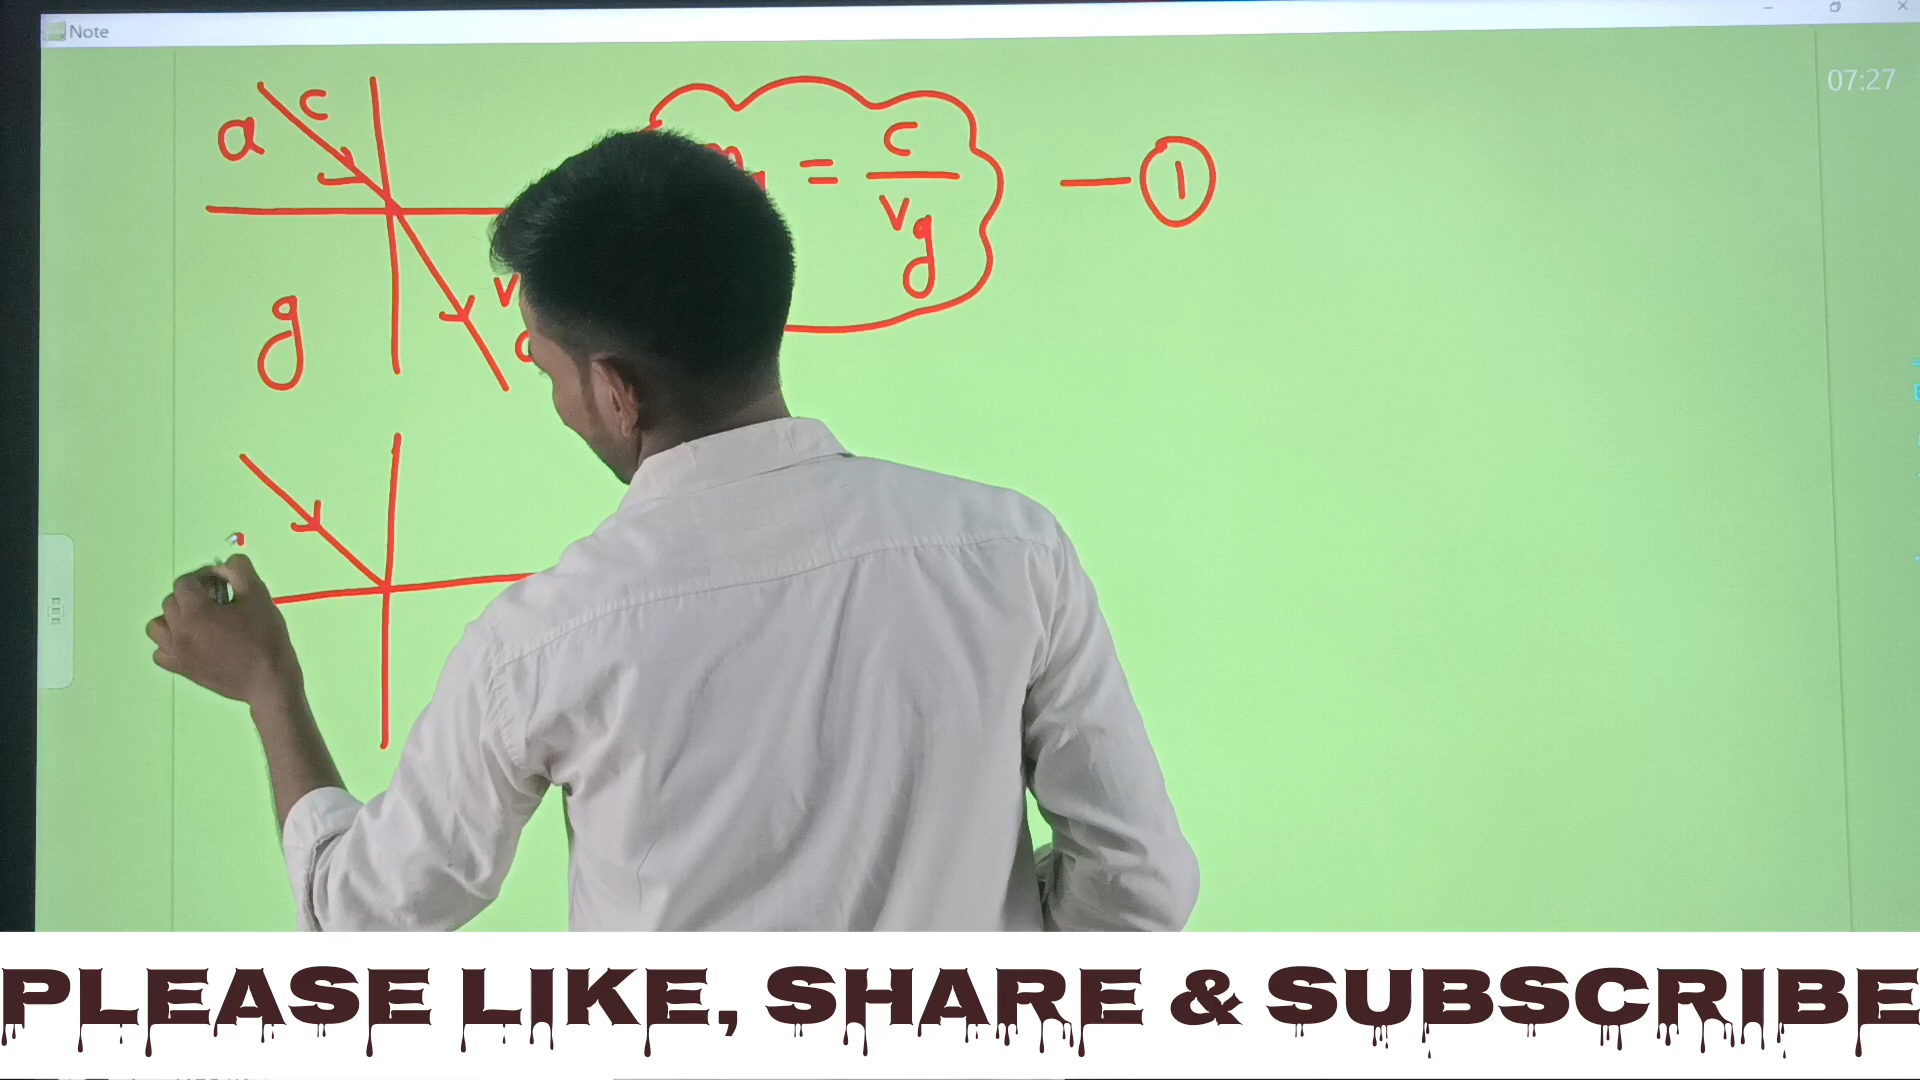 Note
07:27
a c
= c / v g — 1
g v
PLEASE LIKE, SHARE & SUBSCRIBE